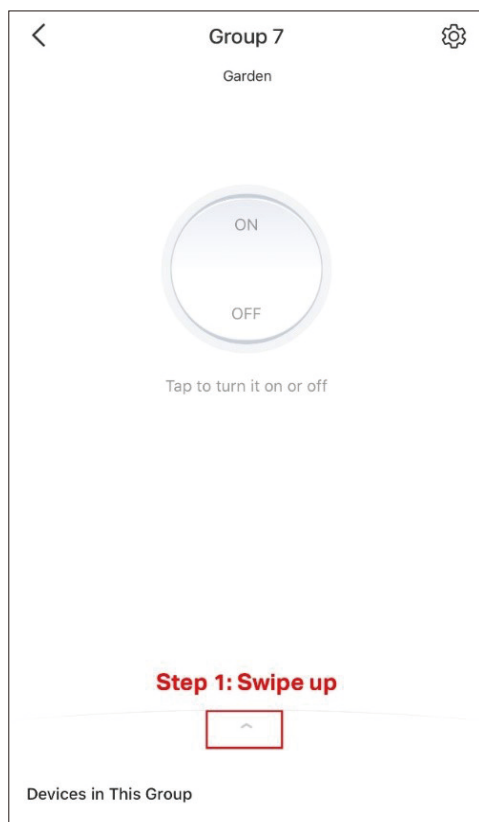 Group 7
Garden
ON
OFF
Tap to turn it on or off
Step 1: Swipe up
Devices in This Group